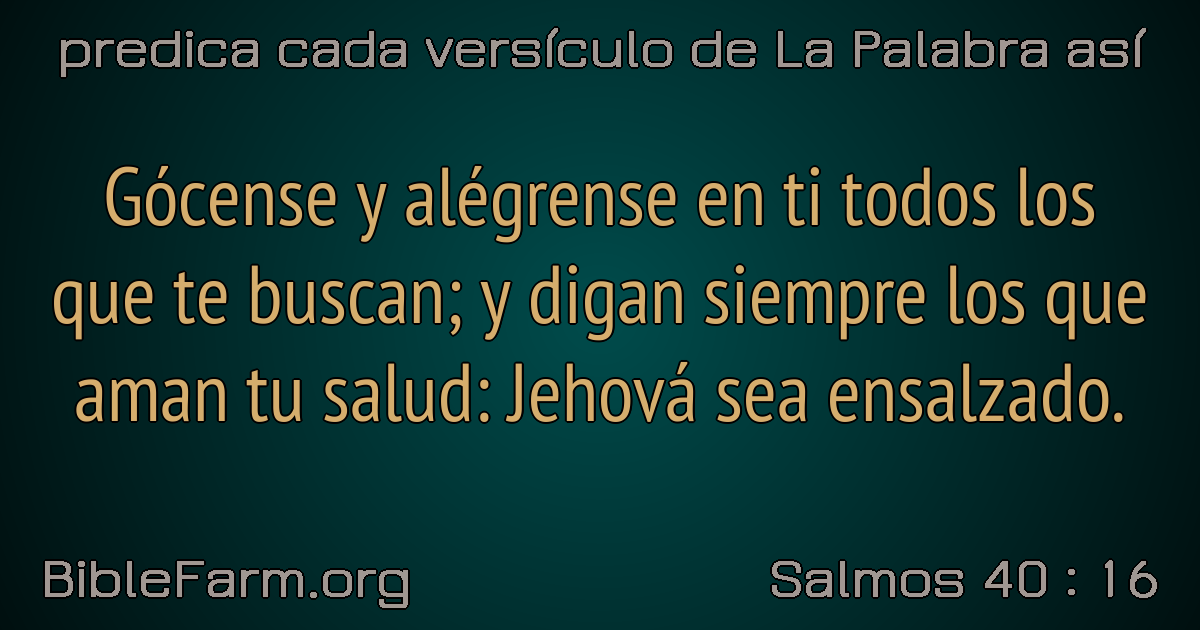 predica cada versículo de La Palabra así
Gócense y alégrense en ti todos los
que te buscan; y digan siempre los que
aman tu salud: Jehová sea ensalzado.
BibleFarm.org
Salmos 40 : 16